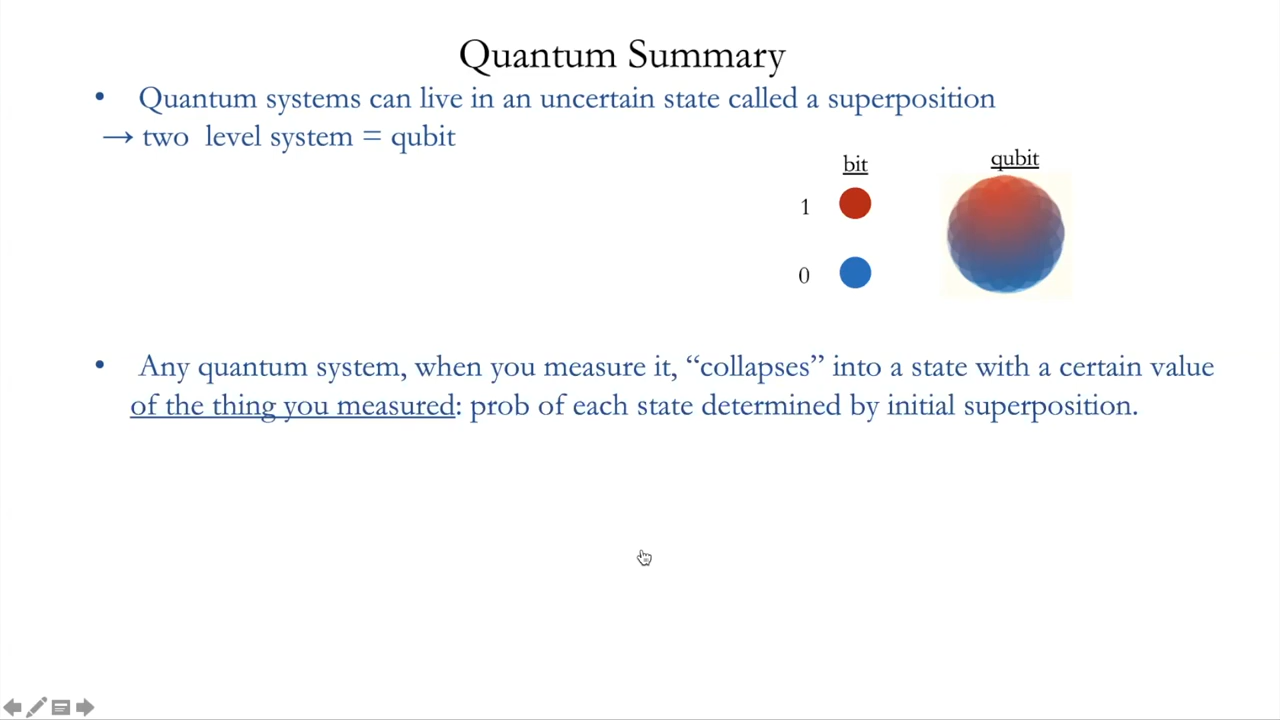 Quantum Summary
• Quantum systems can live in an uncertain state called a superposition
→ two level system = qubit
bit
qubit
1
0
• Any quantum system, when you measure it, “collapses” into a state with a certain value
of the thing you measured: prob of each state determined by initial superposition.